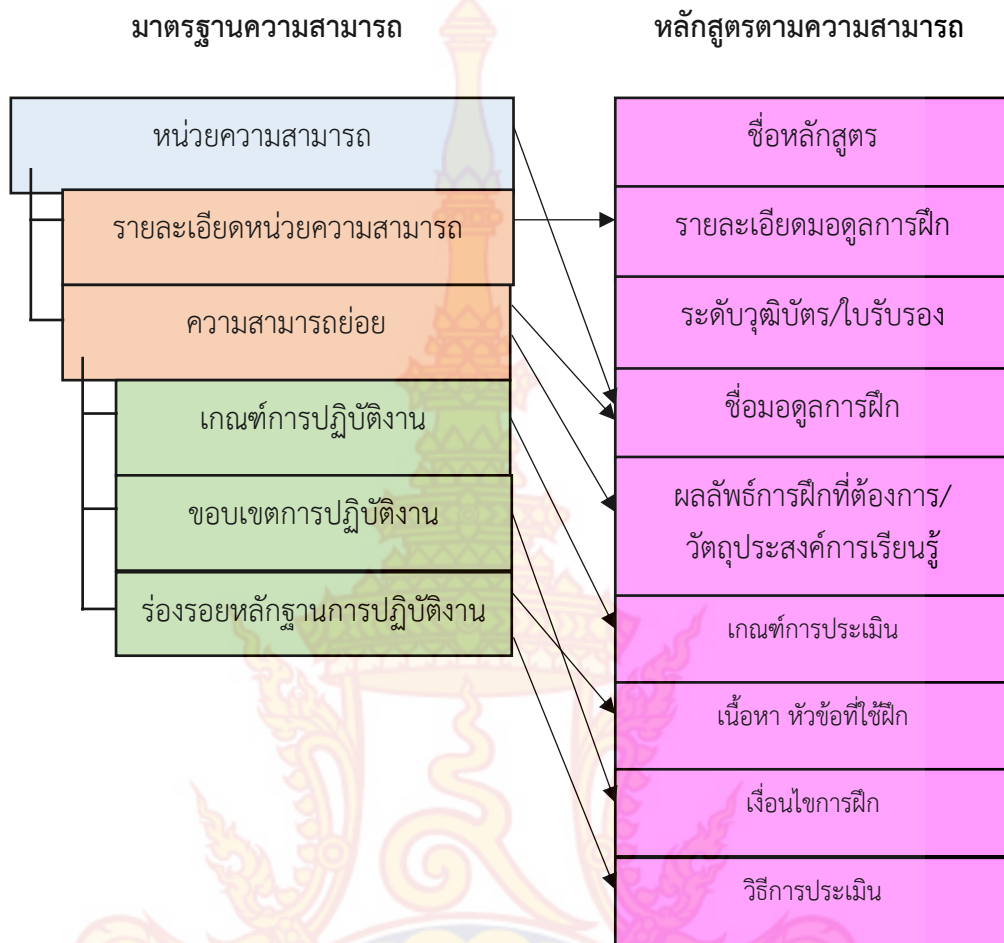 มาตรฐานความสามารถ
หลักสูตรตามความสามารถ
หน่วยความสามารถ
รายละเอียดหน่วยความสามารถ
ความสามารถย่อย
เกณฑ์การปฏิบัติงาน
ขอบเขตการปฏิบัติงาน
ร่องรอยหลักฐานการปฏิบัติงาน
ชื่อหลักสูตร
รายละเอียดมอดูลการฝึก
ระดับวุฒิบัตร/ใบรับรอง
ชื่อมอดูลการฝึก
ผลลัพธ์การฝึกที่ต้องการ/
วัตถุประสงค์การเรียนรู้
เกณฑ์การประเมิน
เนื้อหา หัวข้อที่ใช้ฝึก
เงื่อนไขการฝึก
วิธีการประเมิน